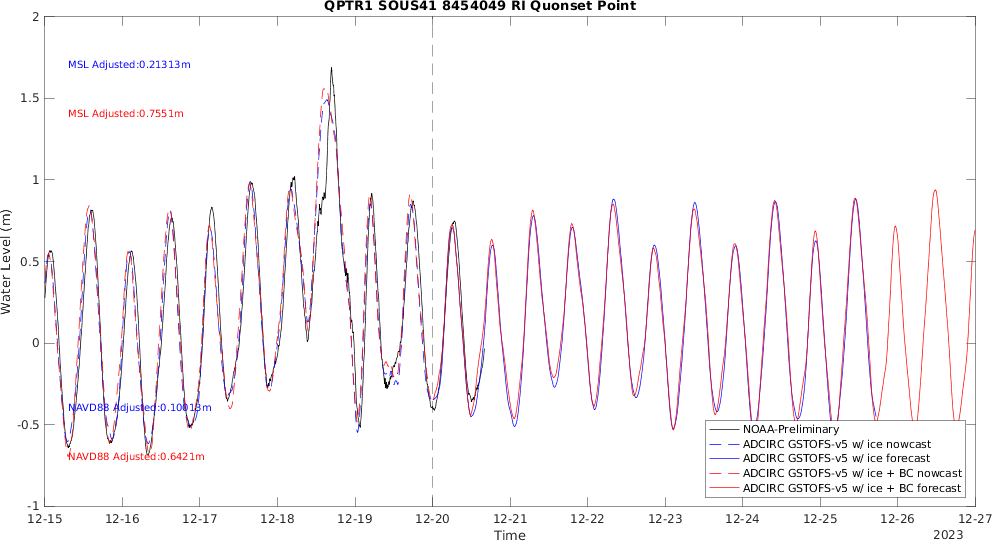 QPTR1 SOUS41 8454049 RI Quonset Point
Water Level (m)
2
1.5
1
0.5
0
-0.5
-1
MSL Adjusted:0.21313m
MSL Adjusted:0.7551m
NAVD88 Adjusted:0.10013m
NAVD88 Adjusted:0.6421m
NOAA-Preliminary
ADCIRC GSTOFS-v5 w/ ice nowcast
ADCIRC GSTOFS-v5 w/ ice forecast
ADCIRC GSTOFS-v5 w/ ice + BC nowcast
ADCIRC GSTOFS-v5 w/ ice + BC forecast
12-15 12-16 12-17 12-18 12-19 12-20 12-21 12-22 12-23 12-24 12-25 12-26 12-27
Time
2023